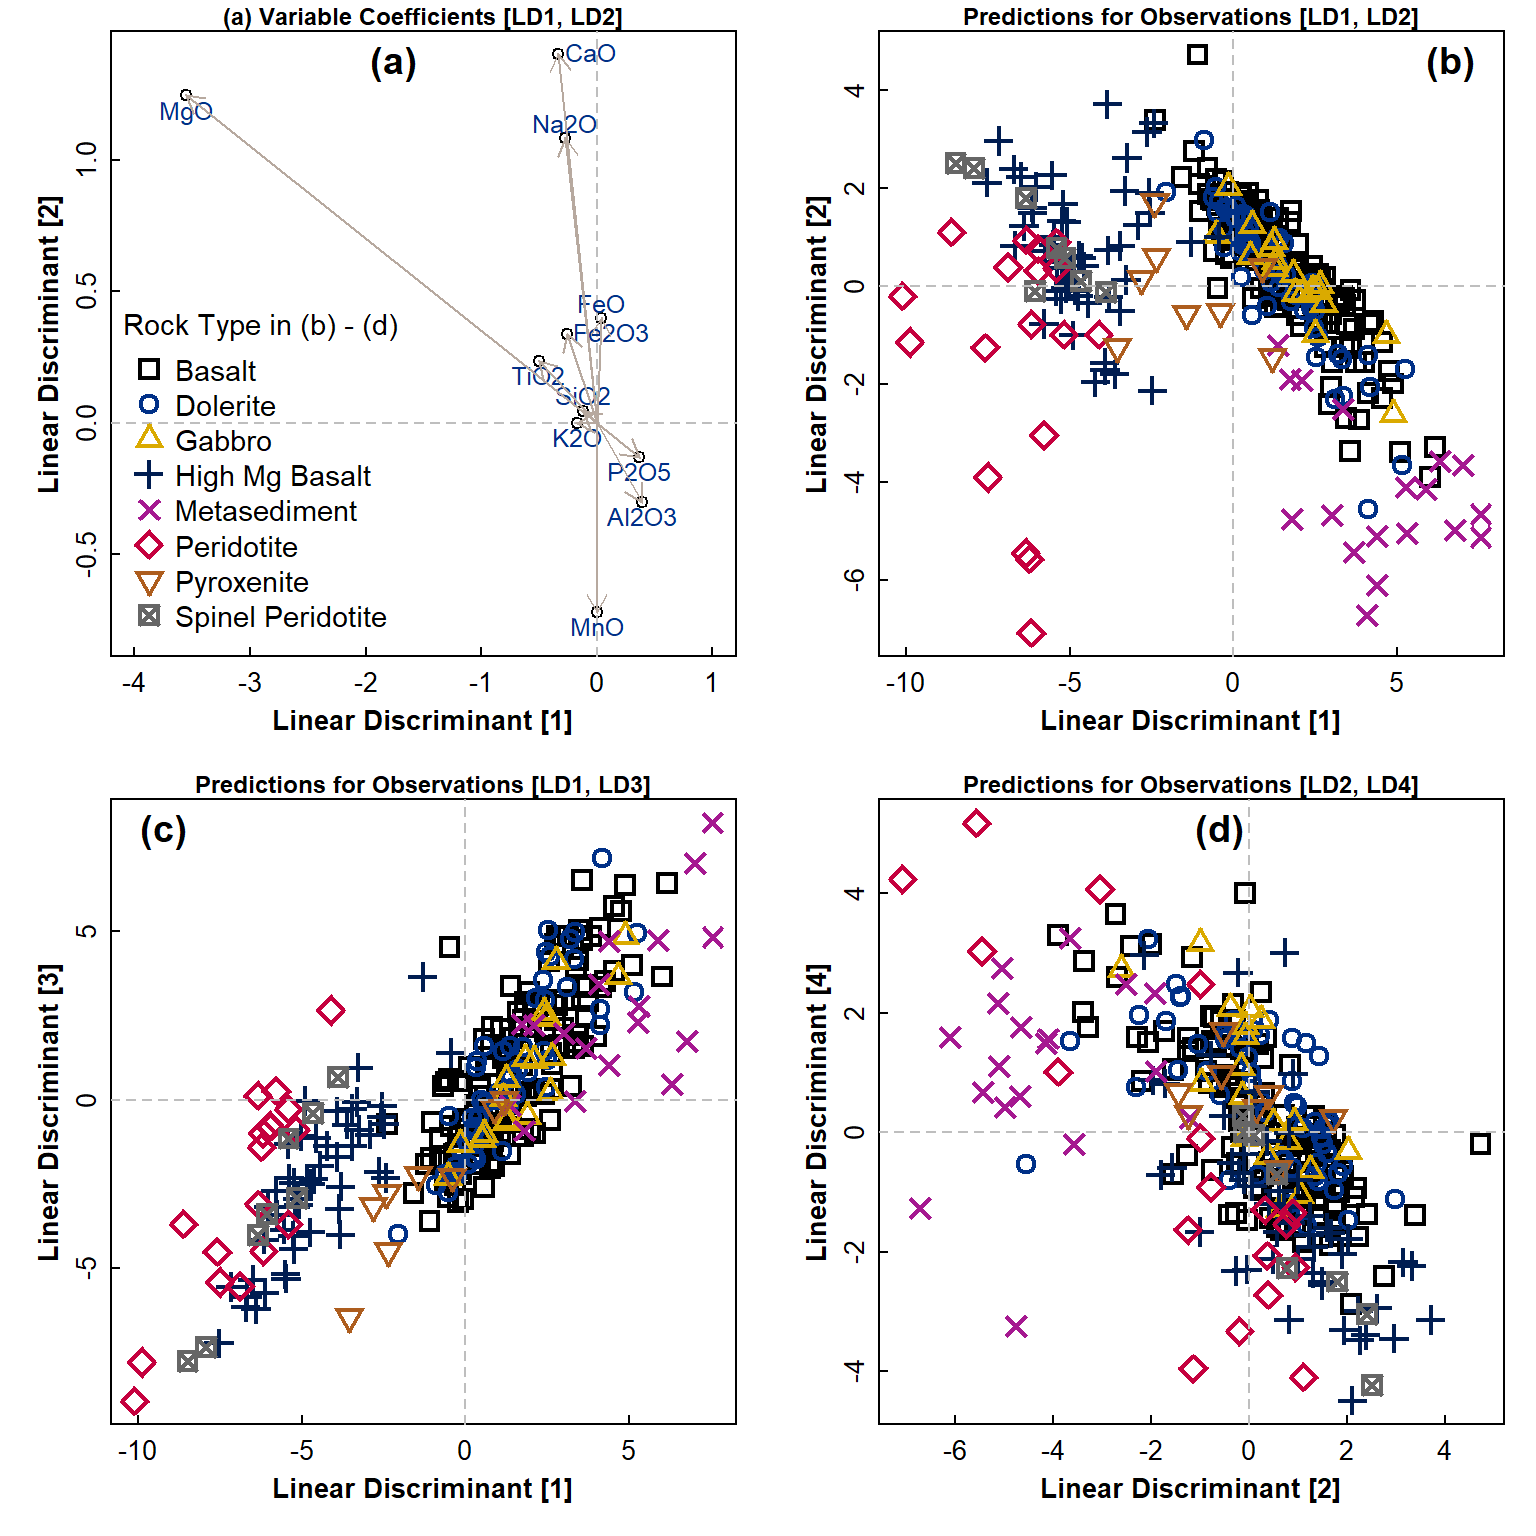 (a) Variable Coefficients [LD1, LD2]
(a)
CaO
MgO
Na2O
FeO
Fe2O3
TiO2
SiO2
K2O
P2O5
Al2O3
MnO
Rock Type in (b) - (d)
Basalt
Dolerite
Gabbro
High Mg Basalt
Metasediment
Peridotite
Pyroxenite
Spinel Peridotite
1.0
0.5
0.0
-0.5
Linear Discriminant [2]
-4 -3 -2 -1 0 1
Linear Discriminant [1]
Predictions for Observations [LD1, LD2]
(b)
4
2
0
-2
-4
-6
Linear Discriminant [2]
-10 -5 0 5
Linear Discriminant [1]
Predictions for Observations [LD1, LD3]
(c)
5
0
-5
Linear Discriminant [3]
-10 -5 0 5
Linear Discriminant [1]
Predictions for Observations [LD2, LD4]
(d)
4
2
0
-2
-4
Linear Discriminant [4]
-6 -4 -2 0 2 4
Linear Discriminant [2]